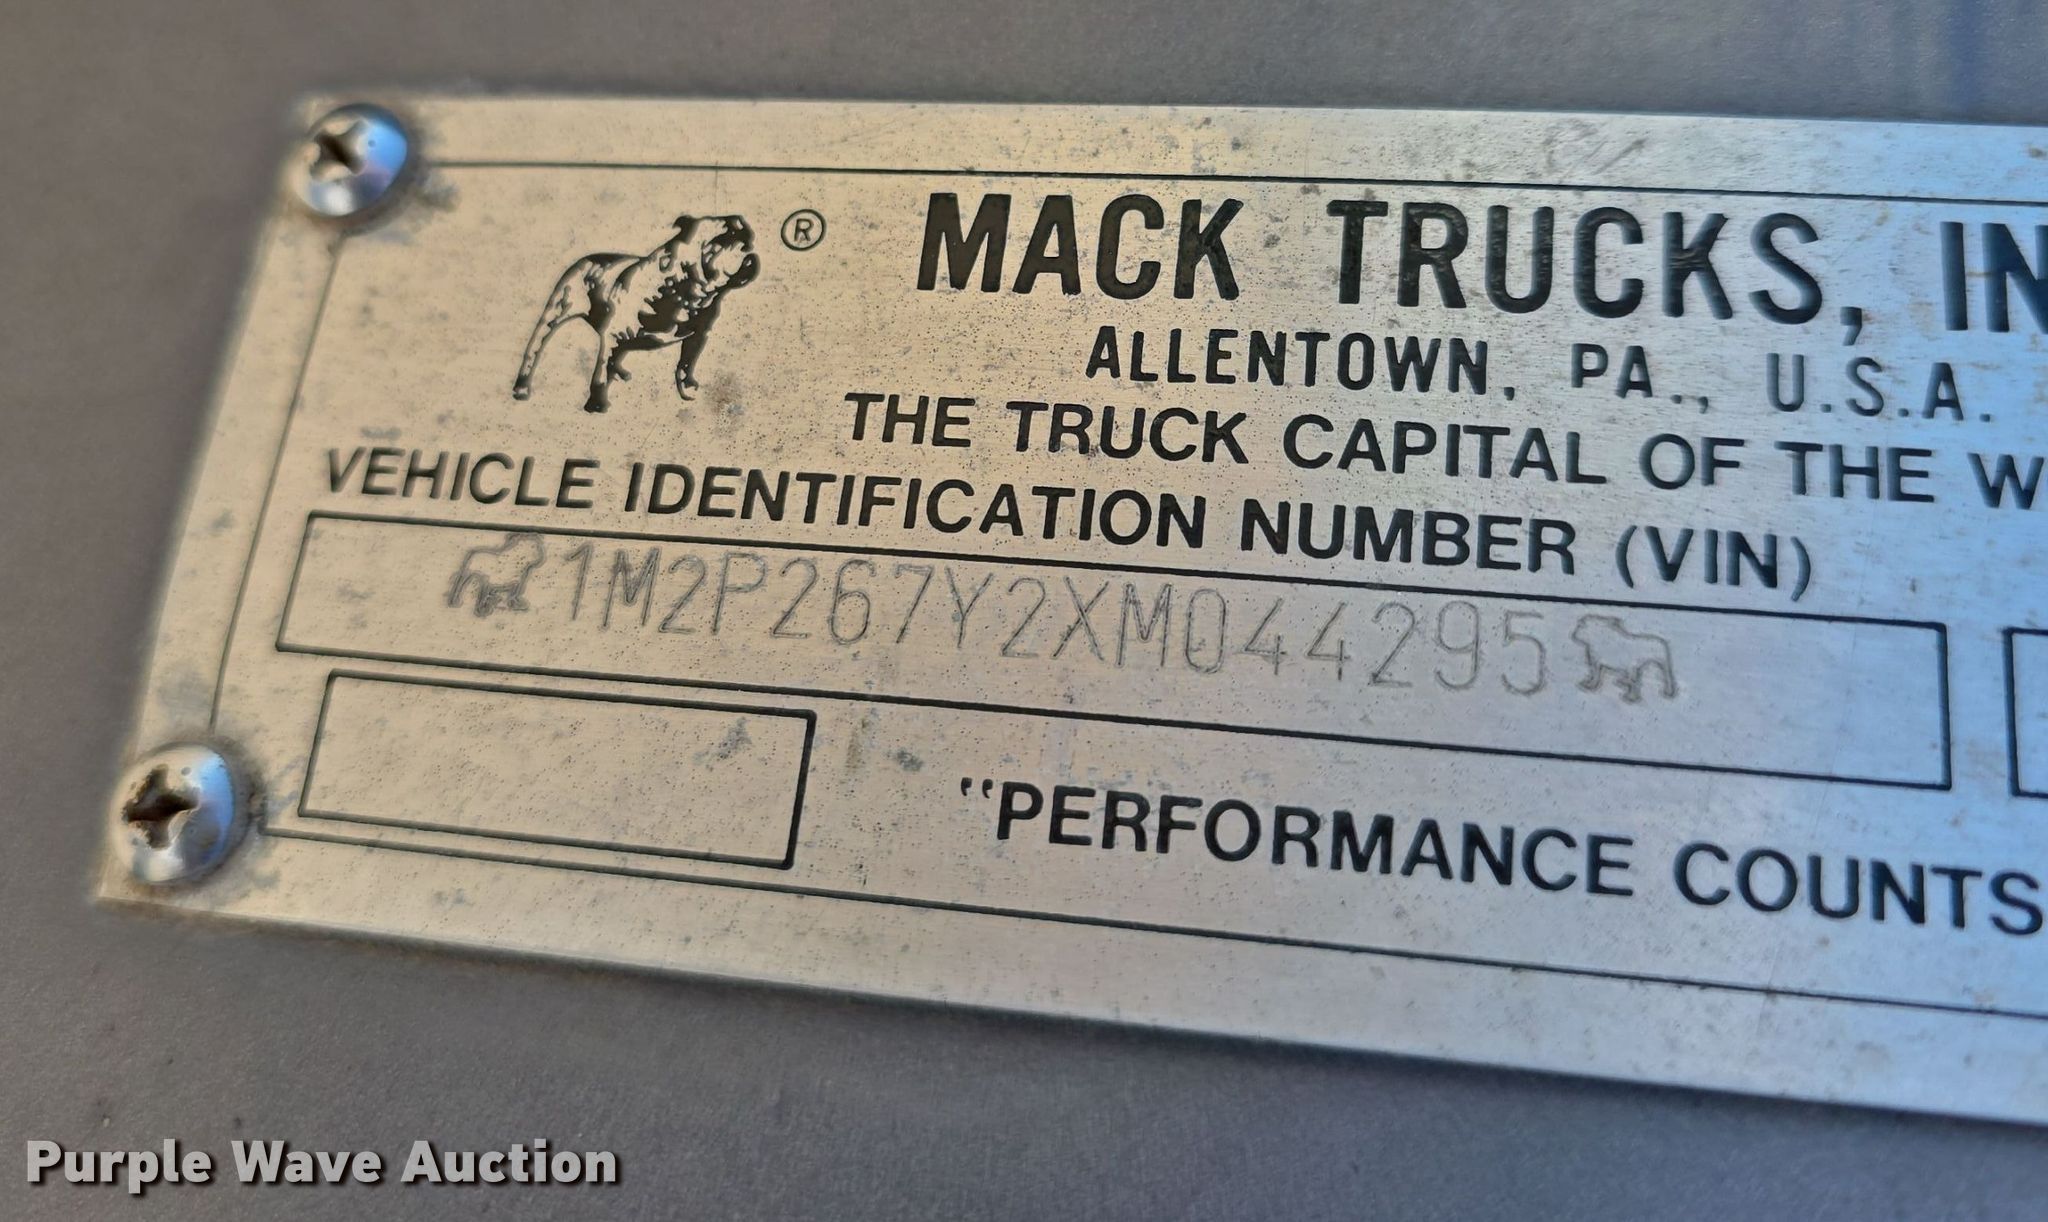 ®
MACK TRUCKS, IN
ALLENTOWN, PA., U.S.A.
THE TRUCK CAPITAL OF THE W
VEHICLE IDENTIFICATION NUMBER (VIN)
1M2P267Y2XM044295
"PERFORMANCE COUNTS
Purple Wave Auction